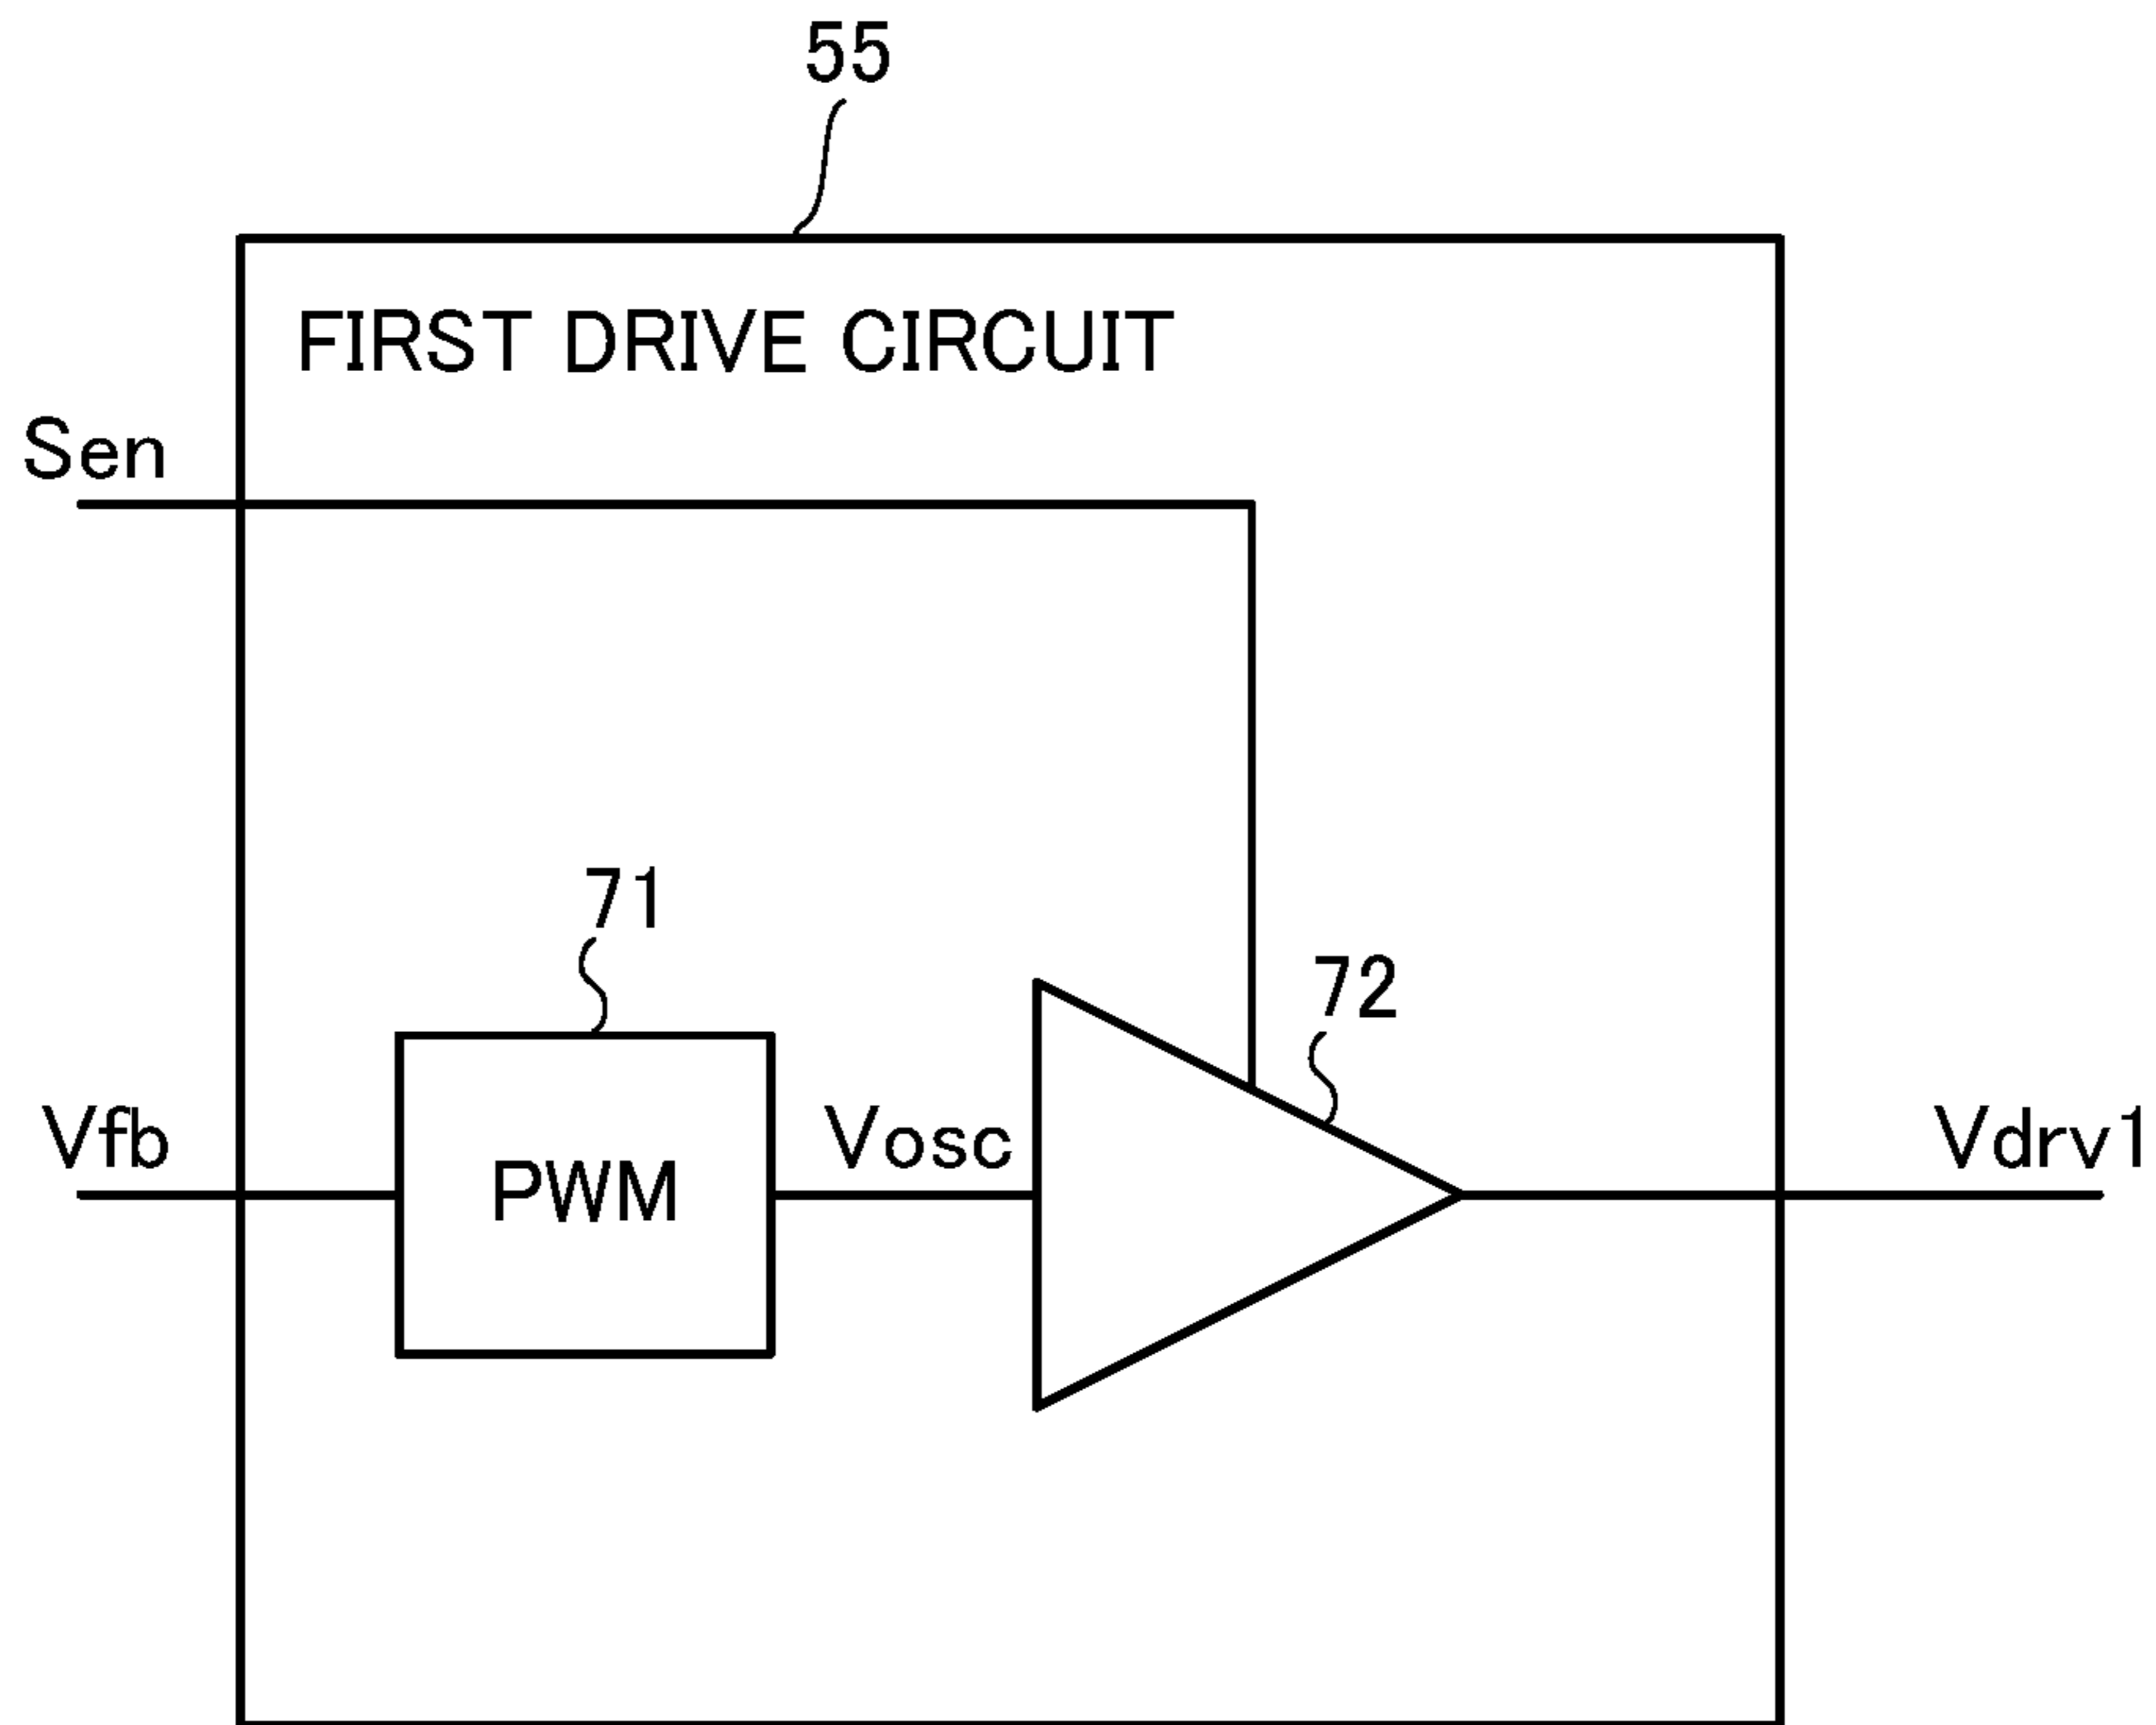 55
FIRST DRIVE CIRCUIT
Sen
71
72
Vfb
PWM
Vosc
Vdrv1